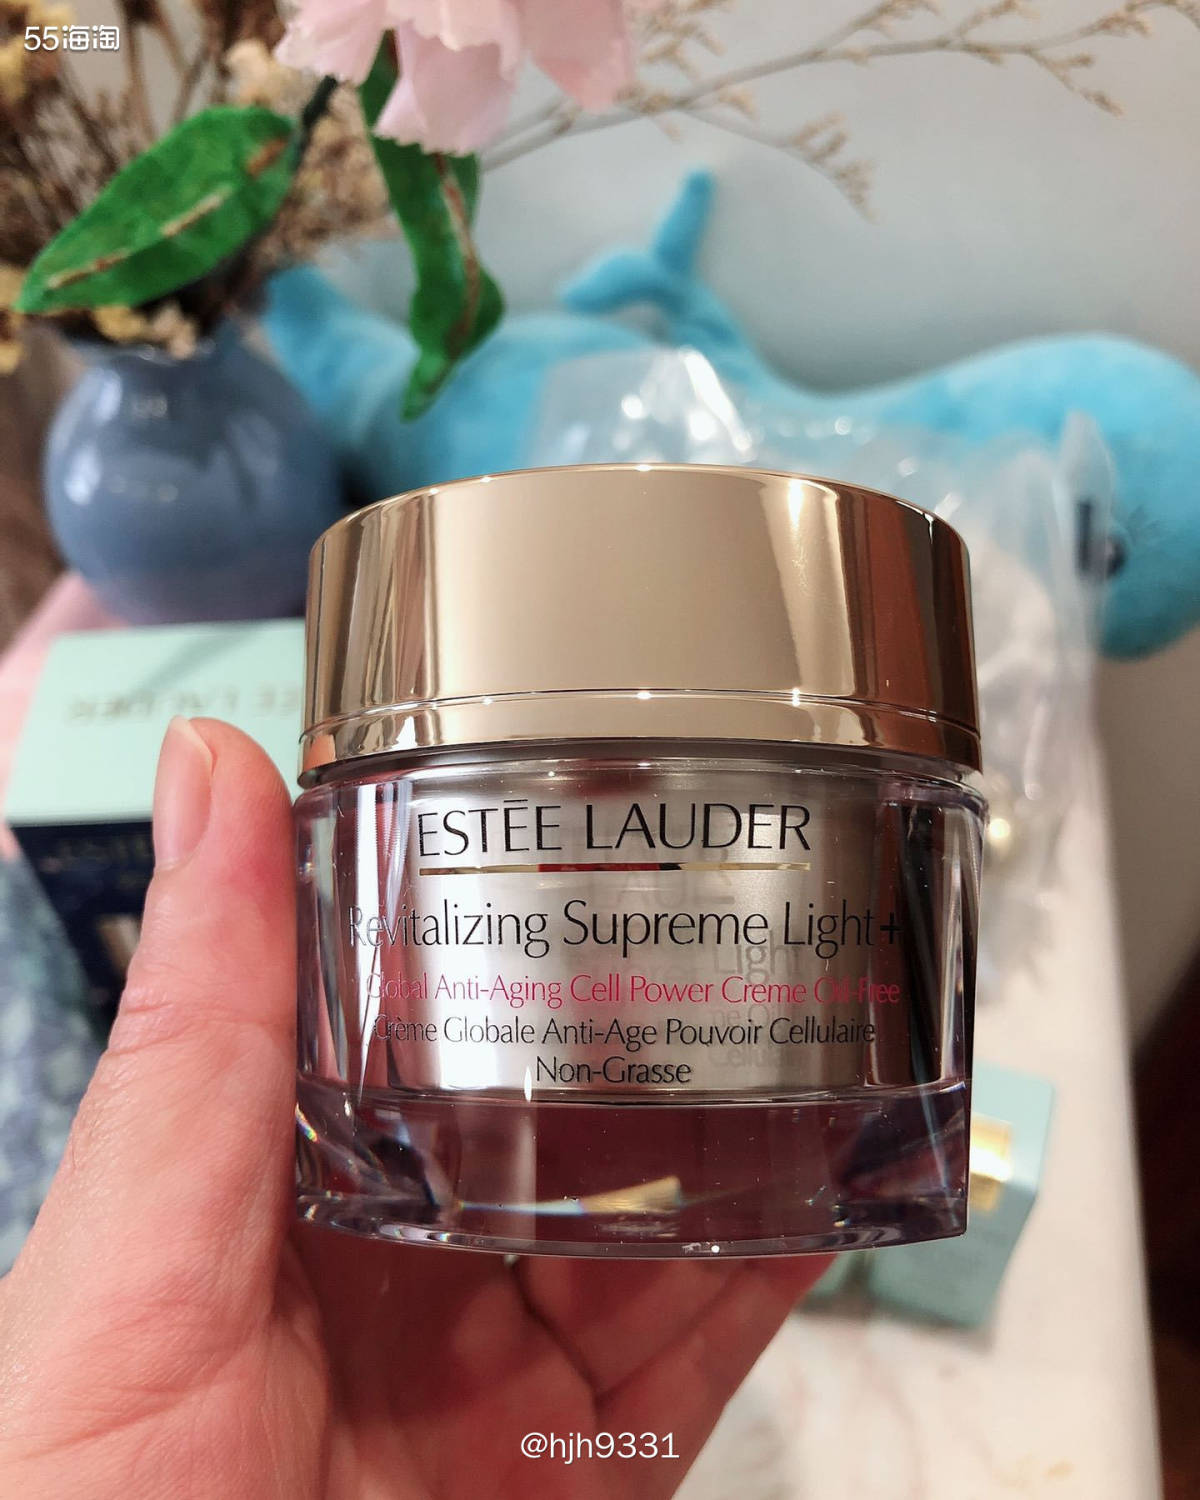 55海淘
ESTĒE LAUDER
Revitalizing Supreme Light+
Global Anti-Aging Cell Power Creme Oil-Free
Crème Globale Anti-Age Pouvoir Cellulaire
Non-Grasse
@hjh9331